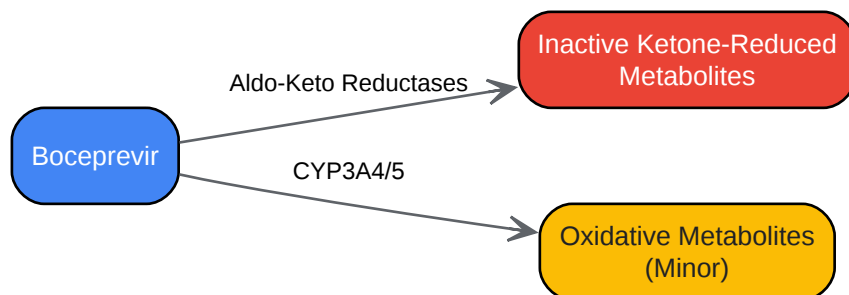 Inactive Ketone-Reduced
Metabolites
Aldo-Keto Reductases
Boceprevir
CYP3A4/5
Oxidative Metabolites
(Minor)